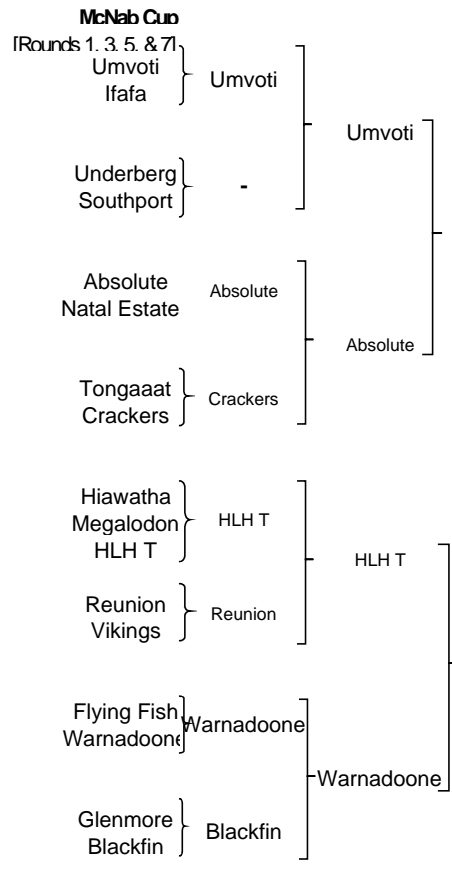 McNab Cup
[Rounds 1, 3, 5, & 7]
Umvoti
Ifafa
Umvoti
Umvoti
Underberg
Southport
-
Absolute
Natal Estate
Absolute
Absolute
Tongaaat
Crackers
Crackers
Hiawatha
Megalodon
HLH T
HLH T
HLH T
Reunion
Vikings
Reunion
Flying Fish
Warnadoone
Warnadoone
Warnadoone
Glenmore
Blackfin
Blackfin